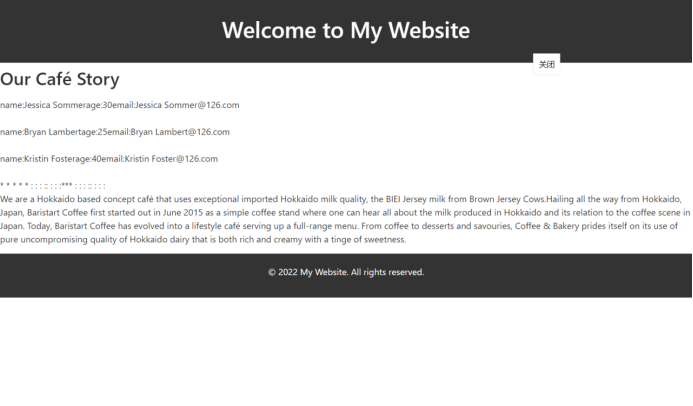 Welcome to My Website
关闭
Our Café Story
name:Jessica Sommerage:30email:Jessica Sommer@126.com
name:Bryan Lambertage:25email:Bryan Lambert@126.com
name:Kristin Fosterage:40email:Kristin Foster@126.com
* * * * * : : : :: : : :*** : : : :: : : :
We are a Hokkaido based concept café that uses exceptional imported Hokkaido milk quality, the BIEI Jersey milk from Brown Jersey Cows.Hailing all the way from Hokkaido,
Japan, Baristart Coffee first started out in June 2015 as a simple coffee stand where one can hear all about the milk produced in Hokkaido and its relation to the coffee scene in
Japan. Today, Baristart Coffee has evolved into a lifestyle café serving up a full-range menu. From coffee to desserts and savouries, Coffee & Bakery prides itself on its use of
pure uncompromising quality of Hokkaido dairy that is both rich and creamy with a tinge of sweetness.
© 2022 My Website. All rights reserved.